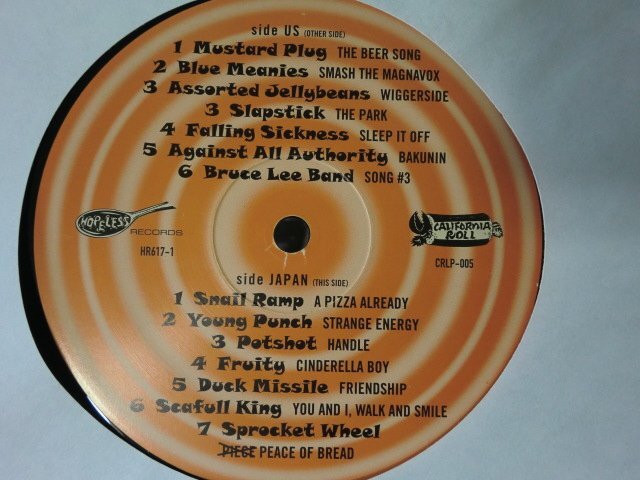 side US (OTHER SIDE)
1 Mustard Plug THE BEER SONG
2 Blue Meanies SMASH THE MAGNAVOX
3 Assorted Jellybeans WIGGERSIDE
3 Slapstick THE PARK
4 Falling Sickness SLEEP IT OFF
5 Against All Authority BAKUNIN
6 Bruce Lee Band SONG #3
HOPELESS RECORDS
HR617-1
CALIFORNIA ROLL
CRLP-005
side JAPAN (THIS SIDE)
1 Snail Ramp A PIZZA ALREADY
2 Young Punch STRANGE ENERGY
3 Potshot HANDLE
4 Fruity CINDERELLA BOY
5 Duck Missile FRIENDSHIP
6 Scafull King YOU AND I, WALK AND SMILE
7 Sprocket Wheel
PIECE PEACE OF BREAD